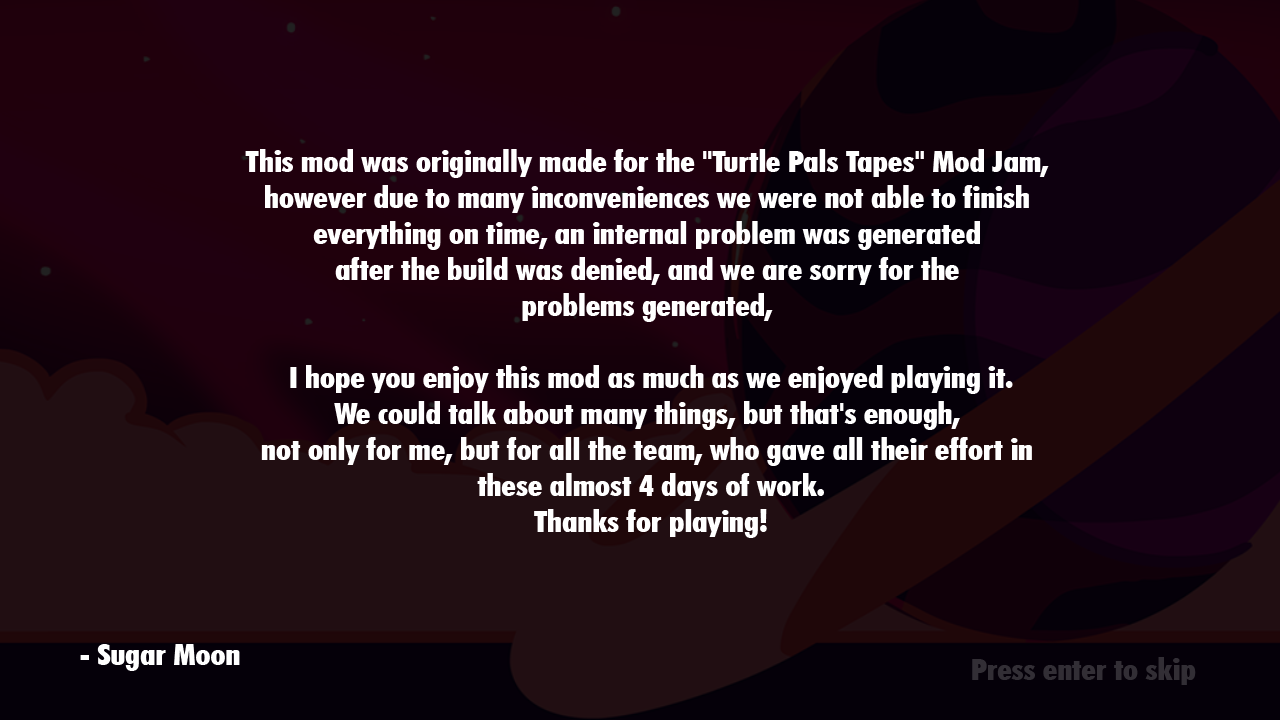 This mod was originally made for the "Turtle Pals Tapes" Mod Jam,
however due to many inconveniences we were not able to finish
everything on time, an internal problem was generated
after the build was denied, and we are sorry for the
problems generated,
I hope you enjoy this mod as much as we enjoyed playing it.
We could talk about many things, but that's enough,
not only for me, but for all the team, who gave all their effort in
these almost 4 days of work.
Thanks for playing!
- Sugar Moon
Press enter to skip